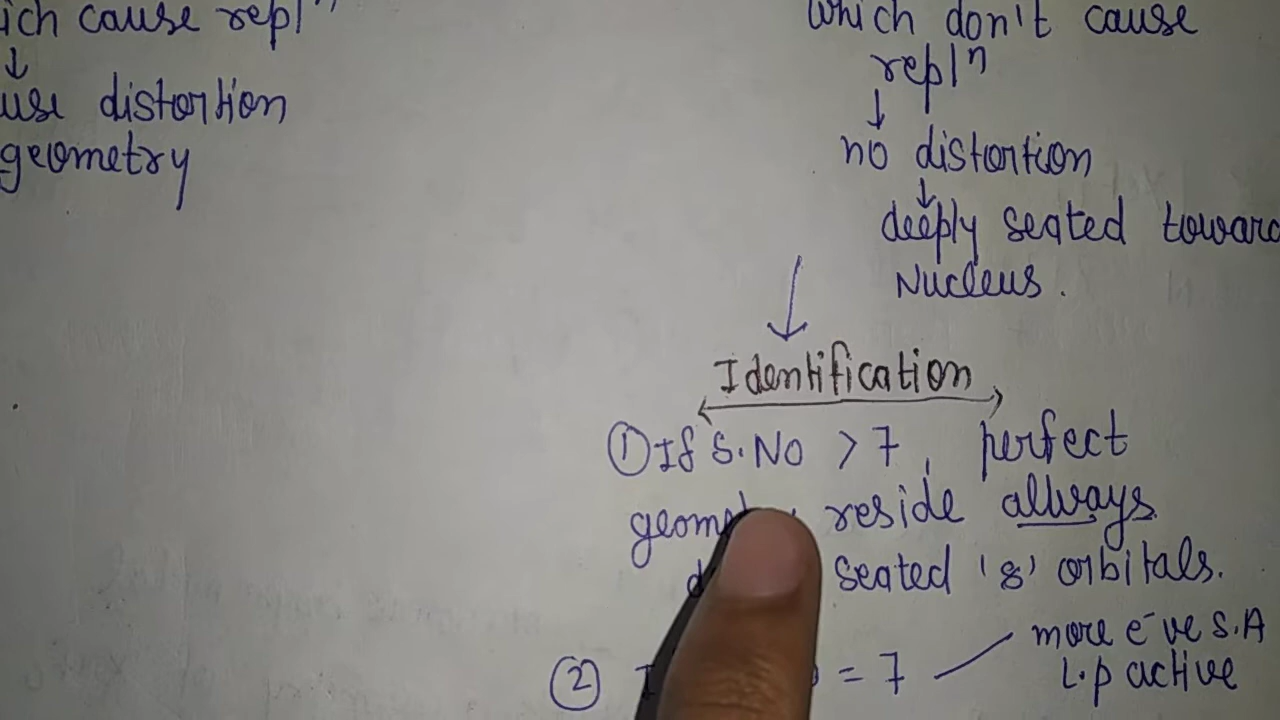 ich cause replⁿ
↓
use distortion
geometry
which don't cause
replⁿ
↓
no distortion
↓
deeply seated toward
Nucleus.
↓
Identification
① If S.No > 7, perfect
reside always
seated 's' orbitals.
② = 7 — more e⁻ve S.A
L.p active